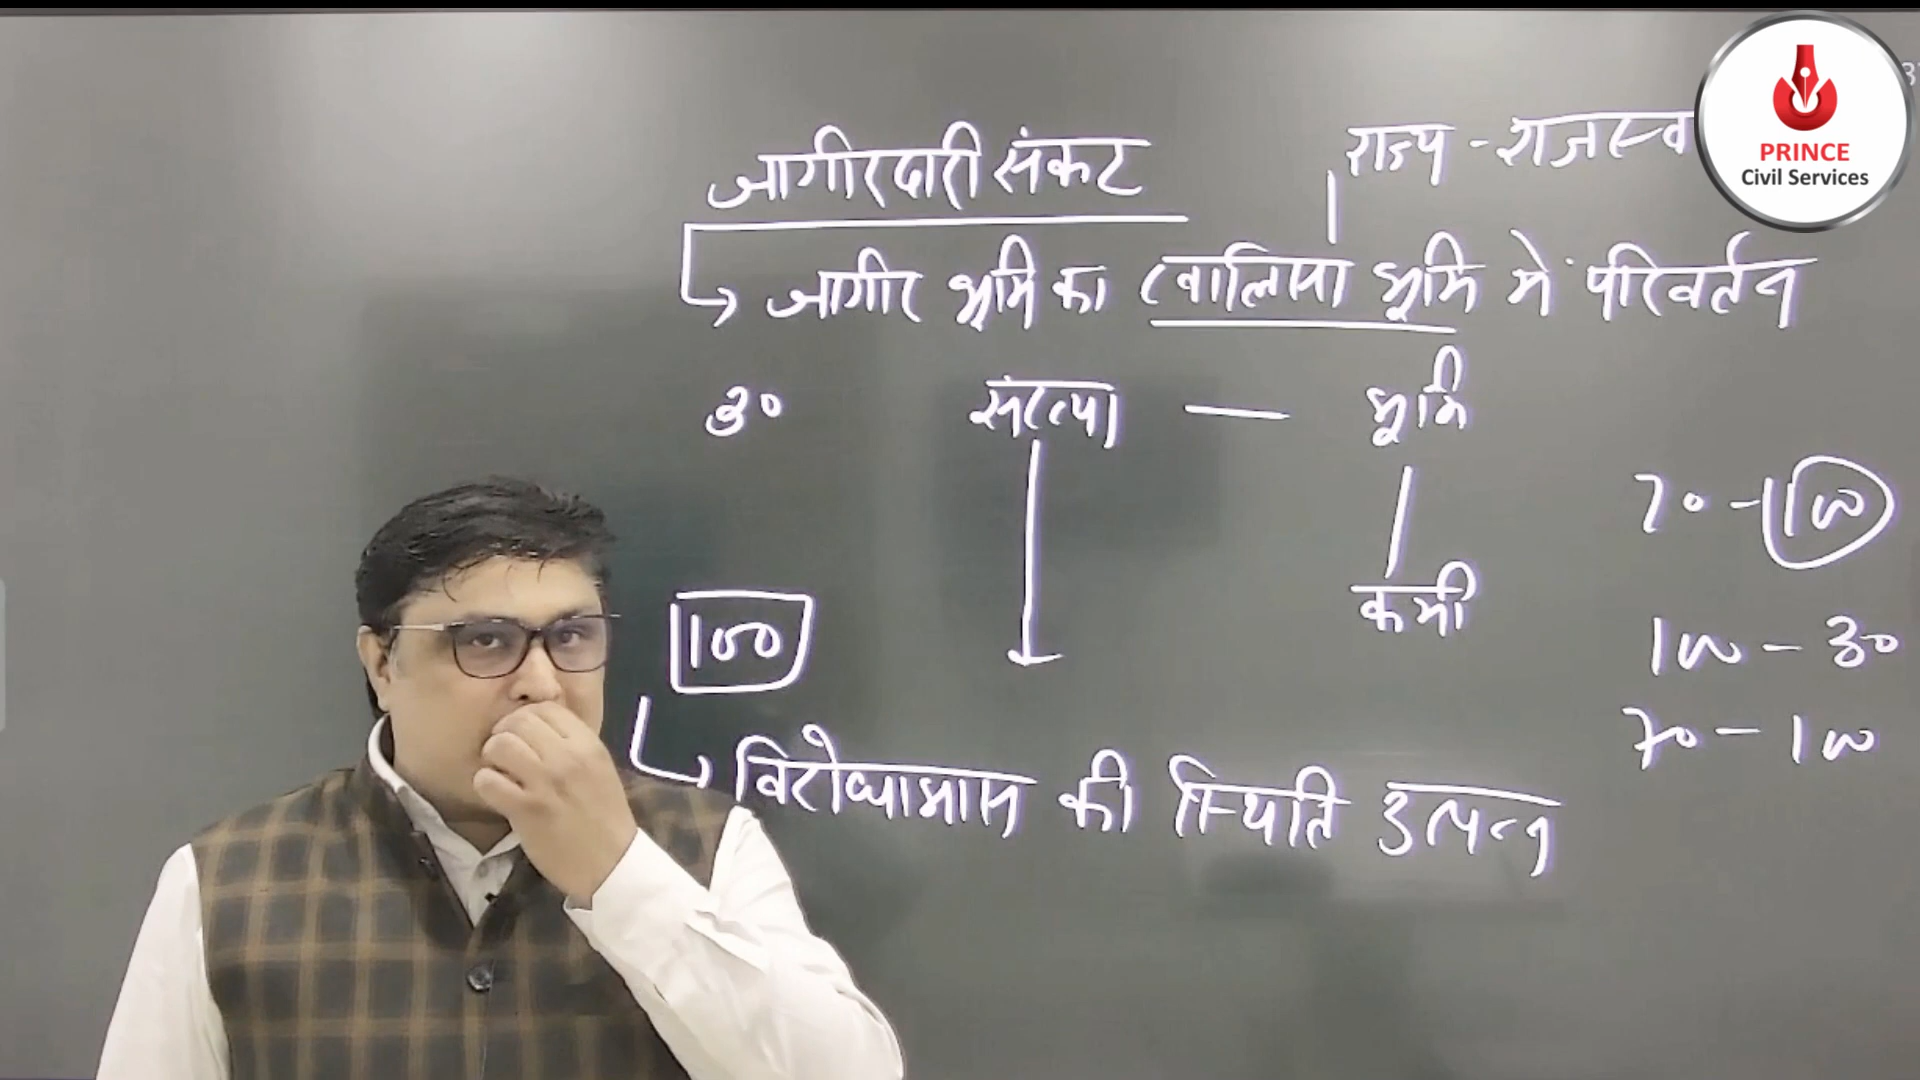 PRINCE
Civil Services
जागीरदारी संकट
राज्य - राजस्व
जागीर भूमि का खालिसा भूमि में परिवर्तन
30 संख्या — भूमि
70 - 100
कमी
100
100 - 30
70 - 100
विरोधाभास की स्थिति उत्पन्न